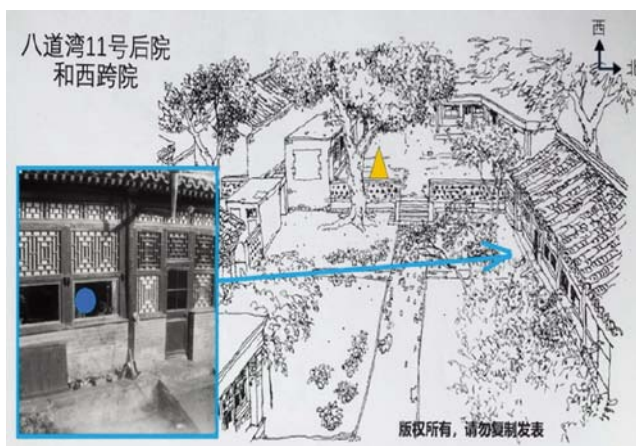 八道湾11号后院
和西跨院
西
北
版权所有，请勿复制发表